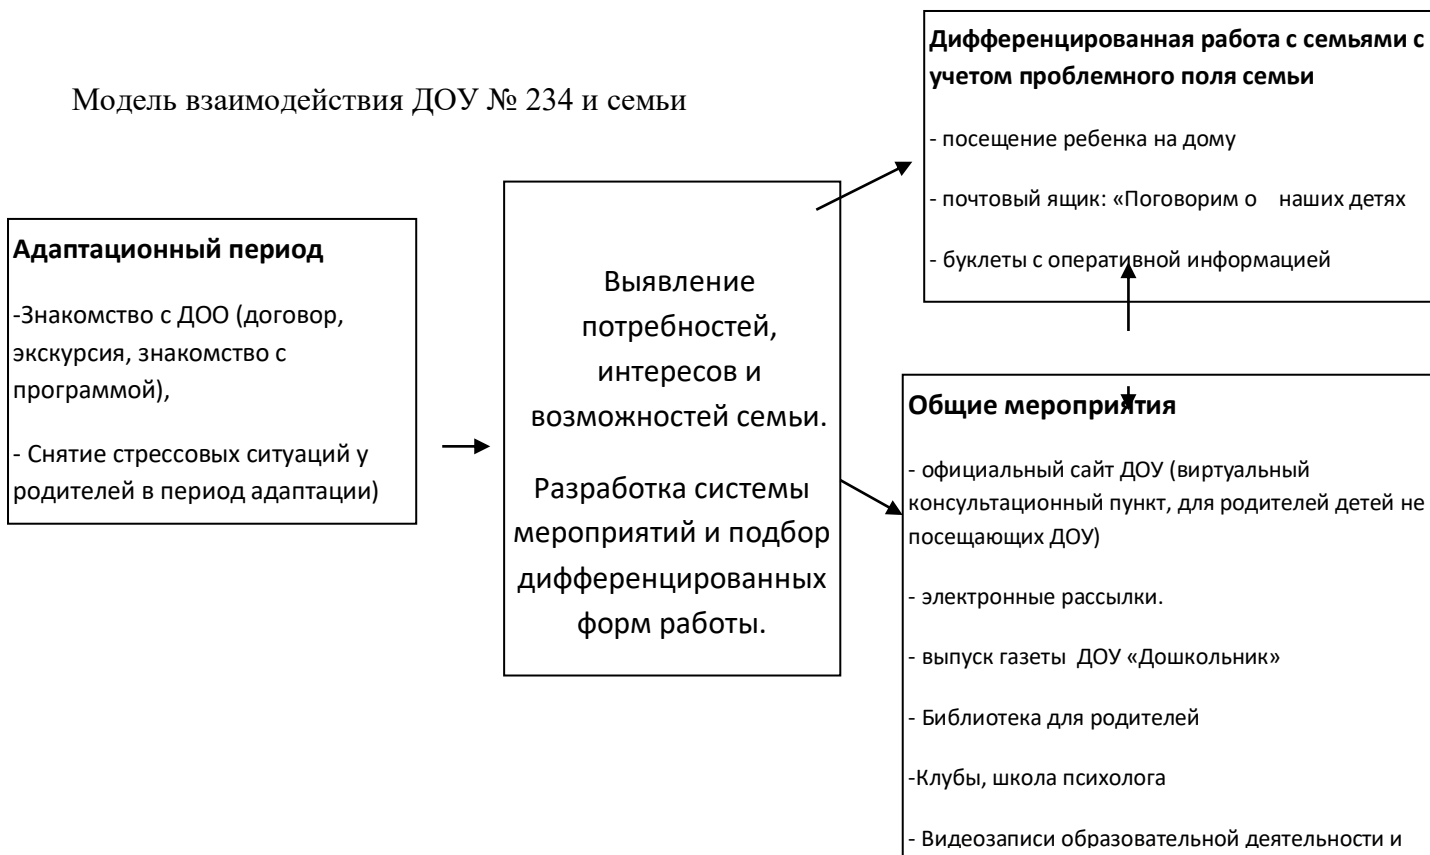 Модель взаимодействия ДОУ № 234 и семьи
Адаптационный период
-Знакомство с ДОО (договор,
экскурсия, знакомство с
программой),
- Снятие стрессовых ситуаций у
родителей в период адаптации)
Выявление
потребностей,
интересов и
возможностей семьи.
Разработка системы
мероприятий и подбор
дифференцированных
форм работы.
Дифференцированная работа с семьями с
учетом проблемного поля семьи
- посещение ребенка на дому
- почтовый ящик: «Поговорим о наших детях
- буклеты с оперативной информацией
Общие мероприятия
- официальный сайт ДОУ (виртуальный
консультационный пункт, для родителей детей не
посещающих ДОУ)
- электронные рассылки.
- выпуск газеты ДОУ «Дошкольник»
- Библиотека для родителей
-Клубы, школа психолога
- Видеозаписи образовательной деятельности и